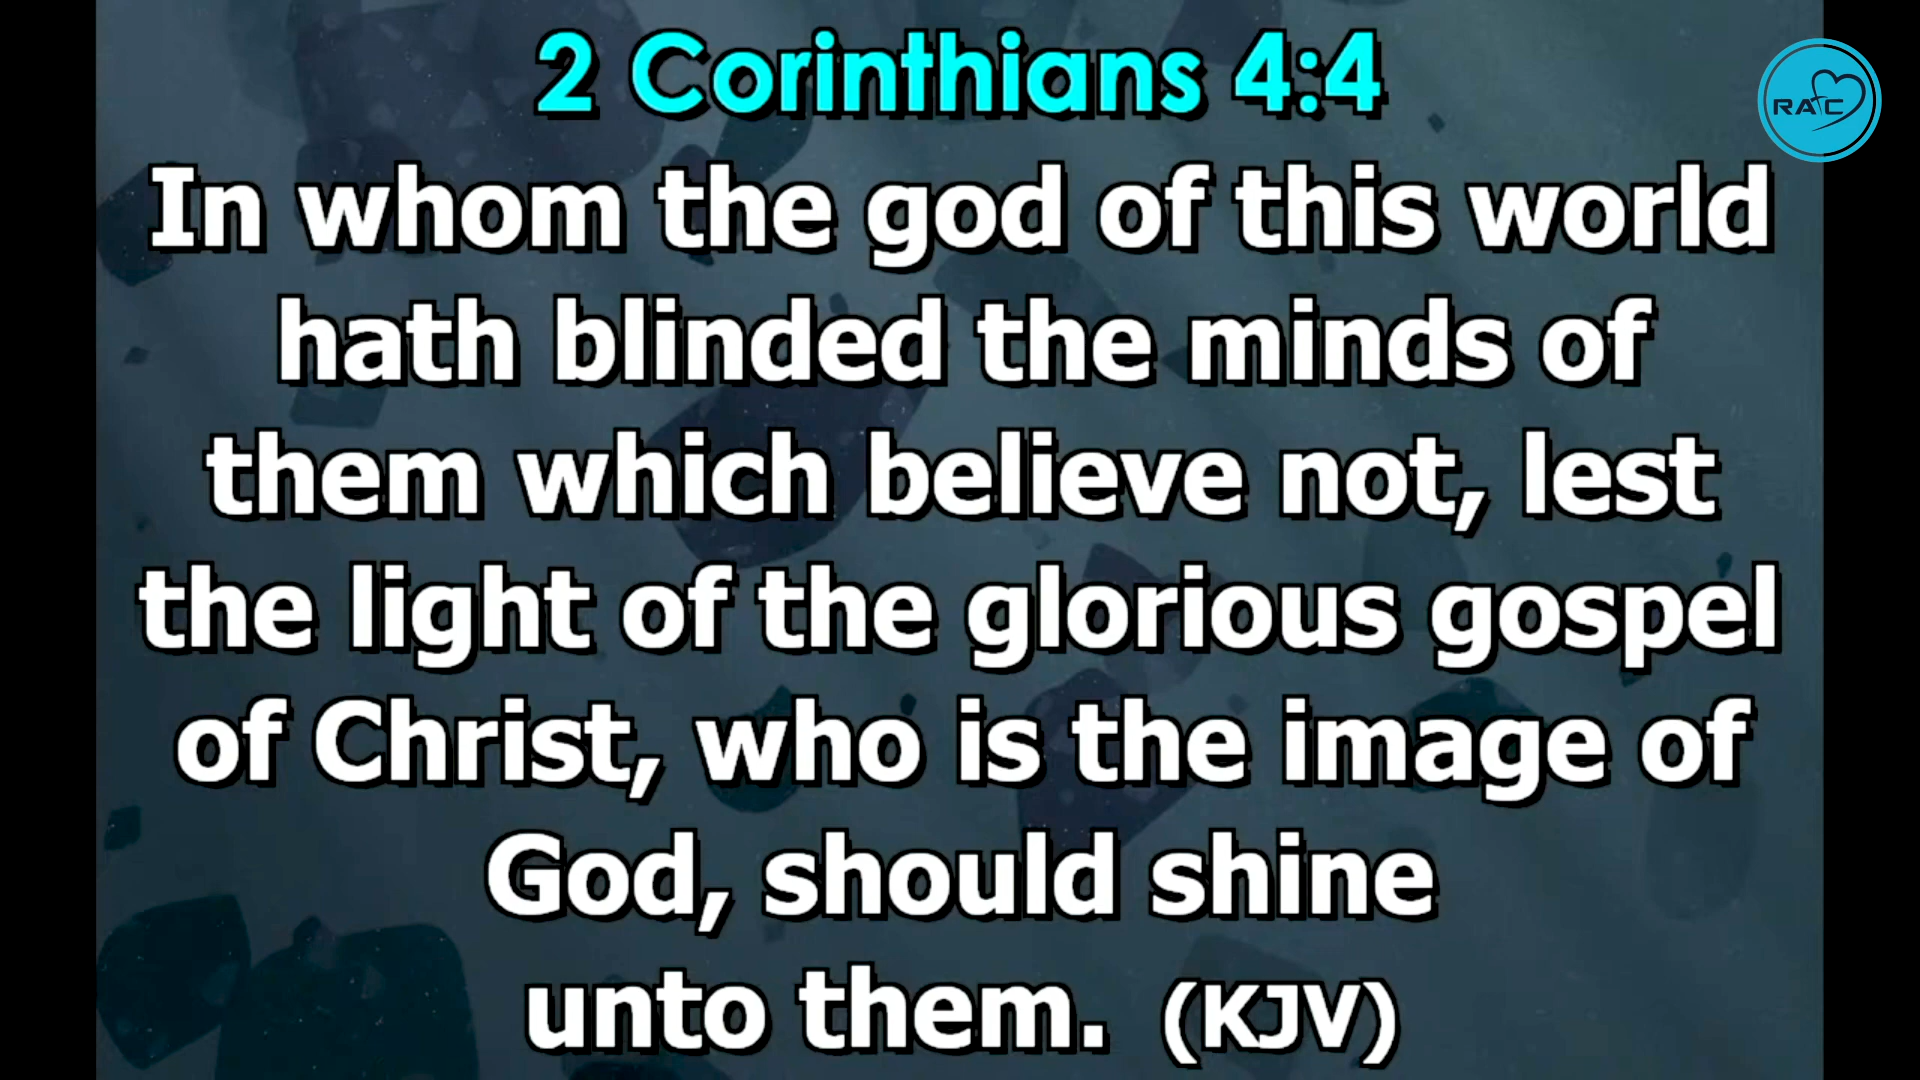 2 Corinthians 4:4
RATC
In whom the god of this world
hath blinded the minds of
them which believe not, lest
the light of the glorious gospel
of Christ, who is the image of
God, should shine
unto them. (KJV)